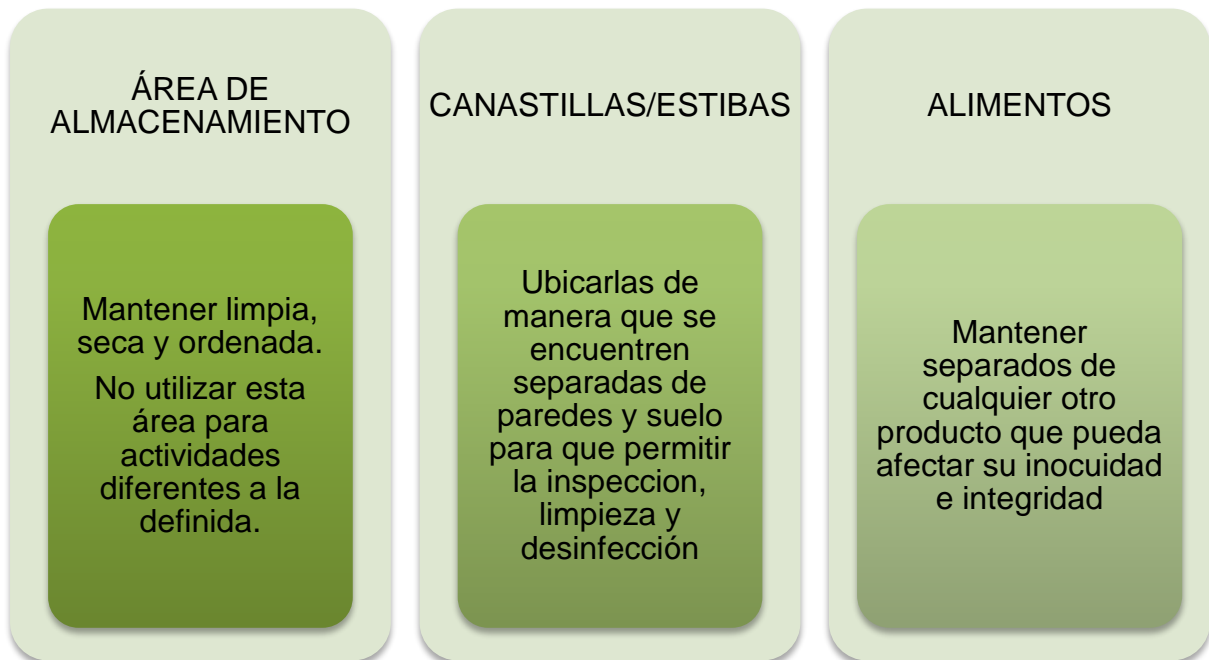 ÁREA DE
ALMACENAMIENTO
Mantener limpia,
seca y ordenada.
No utilizar esta
área para
actividades
diferentes a la
definida.
CANASTILLAS/ESTIBAS
Ubicarlas de
manera que se
encuentren
separadas de
paredes y suelo
para que permitir
la inspeccion,
limpieza y
desinfección
ALIMENTOS
Mantener
separados de
cualquier otro
producto que pueda
afectar su inocuidad
e integridad